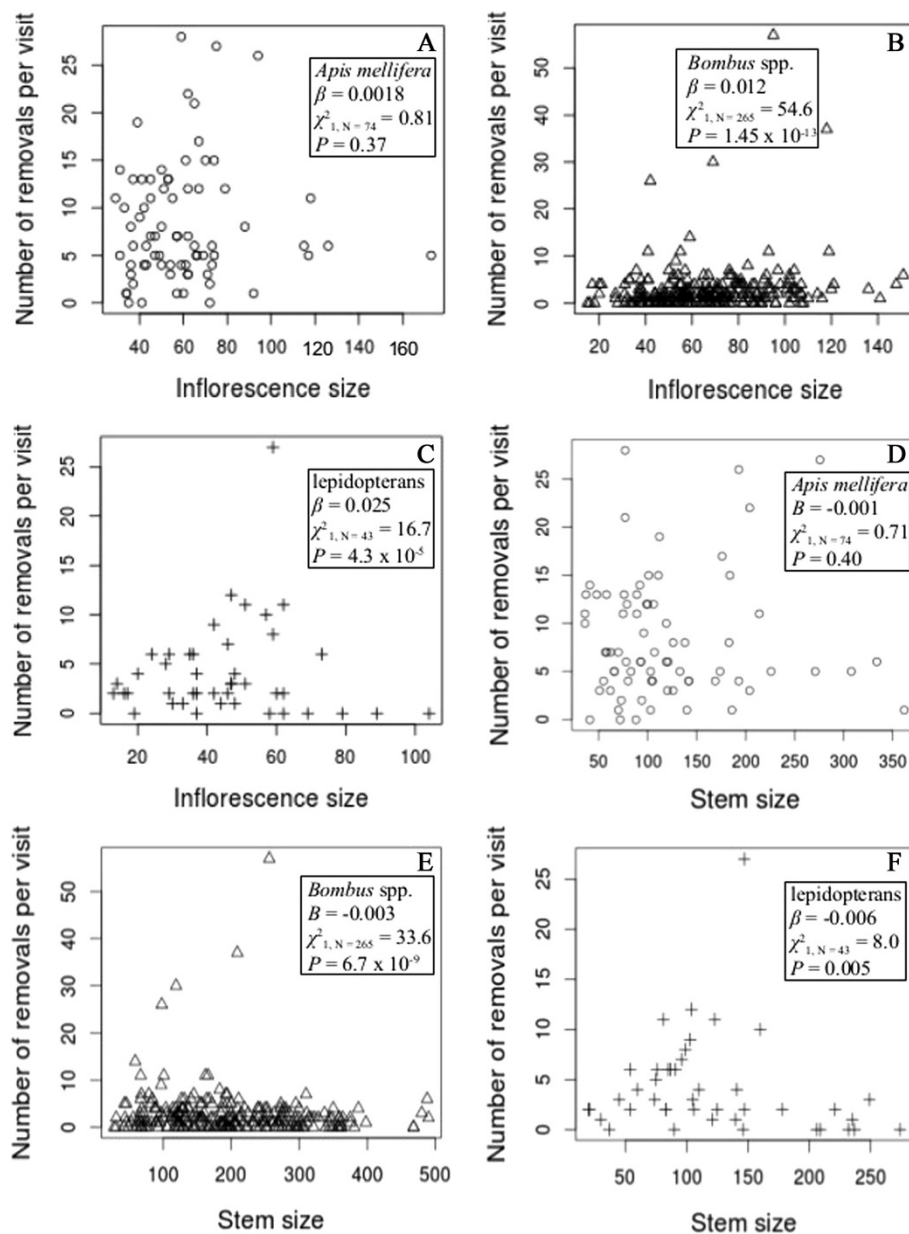 A
Apis mellifera
β = 0.0018
χ²1, N = 74 = 0.81
P = 0.37
Number of removals per visit
0 5 10 15 20 25
40 60 80 100 120 140 160
Inflorescence size
B
Bombus spp.
β = 0.012
χ²1, N = 265 = 54.6
P = 1.45 x 10-13
Number of removals per visit
0 10 20 30 40 50
20 40 60 80 100 120 140
Inflorescence size
C
lepidopterans
β = 0.025
χ²1, N = 43 = 16.7
P = 4.3 x 10-5
Number of removals per visit
0 5 10 15 20 25
20 40 60 80 100
Inflorescence size
D
Apis mellifera
B = -0.001
χ²1, N = 74 = 0.71
P = 0.40
Number of removals per visit
0 5 10 15 20 25
50 100 150 200 250 300 350
Stem size
E
Bombus spp.
B = -0.003
χ²1, N = 265 = 33.6
P = 6.7 x 10-9
Number of removals per visit
0 10 20 30 40 50
100 200 300 400 500
Stem size
F
lepidopterans
β = -0.006
χ²1, N = 43 = 8.0
P = 0.005
Number of removals per visit
0 5 10 15 20 25
50 100 150 200 250
Stem size